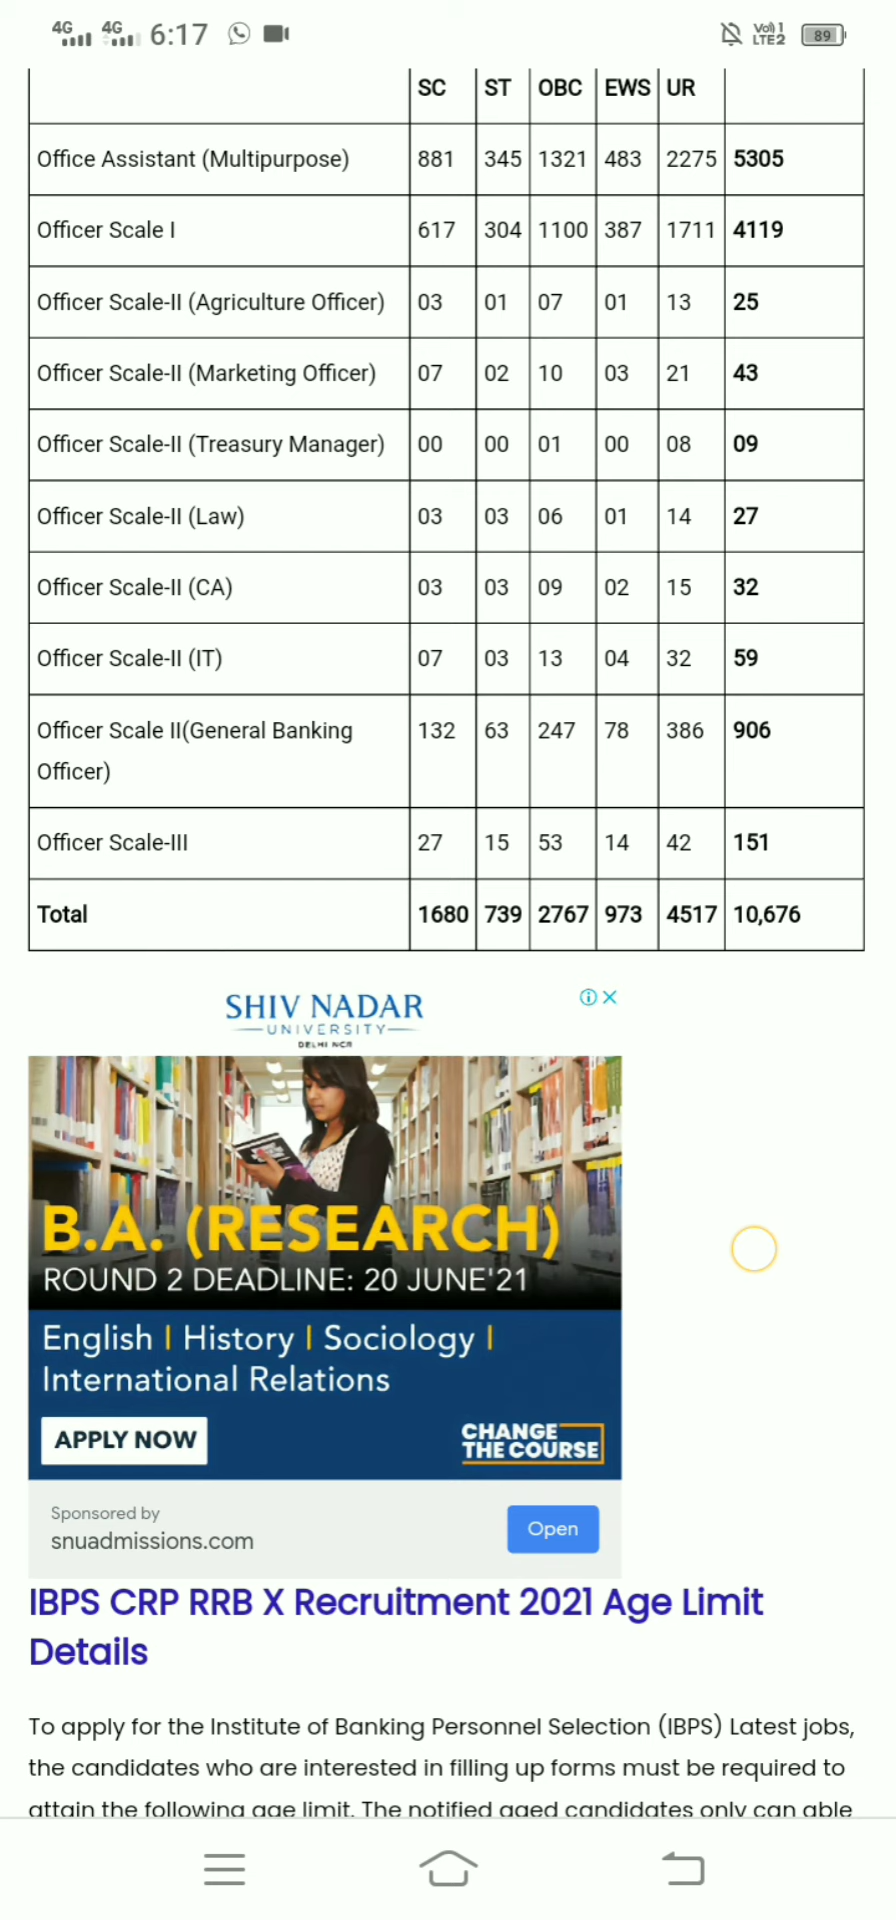 4G 4G 6:17 Vol) 1 LTE2 89
SC ST OBC EWS UR
Office Assistant (Multipurpose) 881 345 1321 483 2275 5305
Officer Scale I 617 304 1100 387 1711 4119
Officer Scale-II (Agriculture Officer) 03 01 07 01 13 25
Officer Scale-II (Marketing Officer) 07 02 10 03 21 43
Officer Scale-II (Treasury Manager) 00 00 01 00 08 09
Officer Scale-II (Law) 03 03 06 01 14 27
Officer Scale-II (CA) 03 03 09 02 15 32
Officer Scale-II (IT) 07 03 13 04 32 59
Officer Scale II(General Banking 132 63 247 78 386 906
Officer)
Officer Scale-III 27 15 53 14 42 151
Total 1680 739 2767 973 4517 10,676
SHIV NADAR
UNIVERSITY
DELHI NCR
B.A. (RESEARCH)
ROUND 2 DEADLINE: 20 JUNE'21
English | History | Sociology |
International Relations
APPLY NOW
CHANGE
THE COURSE
Sponsored by
snuadmissions.com
Open
IBPS CRP RRB X Recruitment 2021 Age Limit
Details
To apply for the Institute of Banking Personnel Selection (IBPS) Latest jobs,
the candidates who are interested in filling up forms must be required to
attain the following age limit. The notified aged candidates only can able